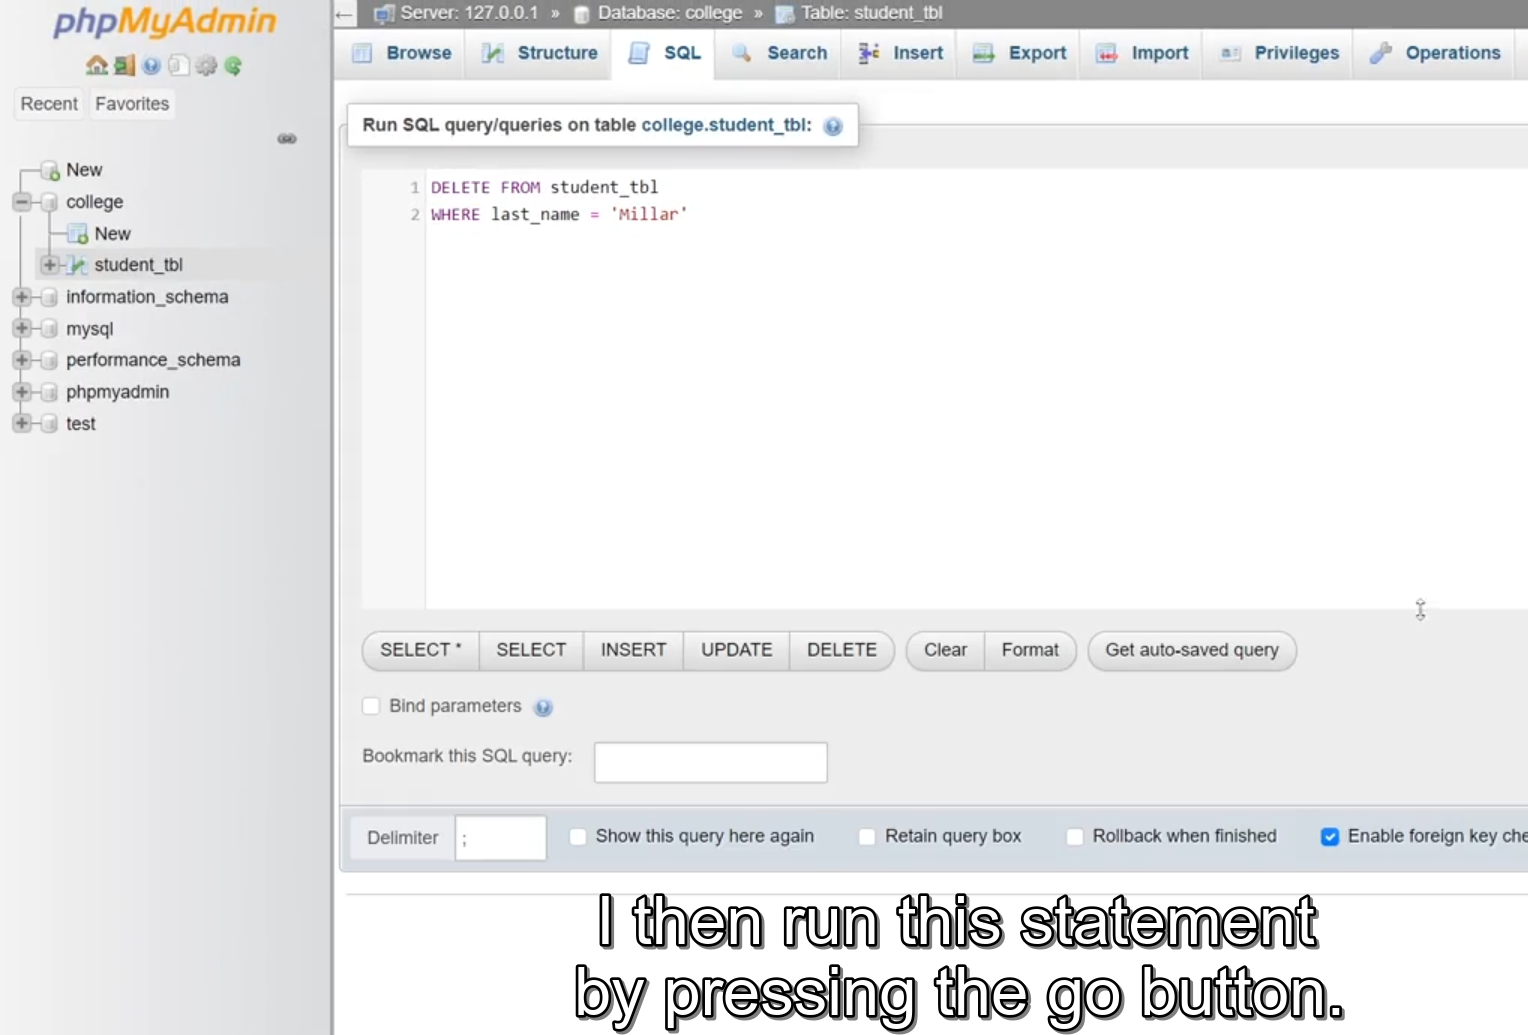 phpMyAdmin
Recent Favorites
New
college
New
student_tbl
information_schema
mysql
performance_schema
phpmyadmin
test
← Server: 127.0.0.1 » Database: college » Table: student_tbl
Browse Structure SQL Search Insert Export Import Privileges Operations
Run SQL query/queries on table college.student_tbl:
1 DELETE FROM student_tbl
2 WHERE last_name = 'Millar'
SELECT * SELECT INSERT UPDATE DELETE Clear Format Get auto-saved query
Bind parameters
Bookmark this SQL query:
Delimiter ; Show this query here again Retain query box Rollback when finished Enable foreign key che
I then run this statement
by pressing the go button.